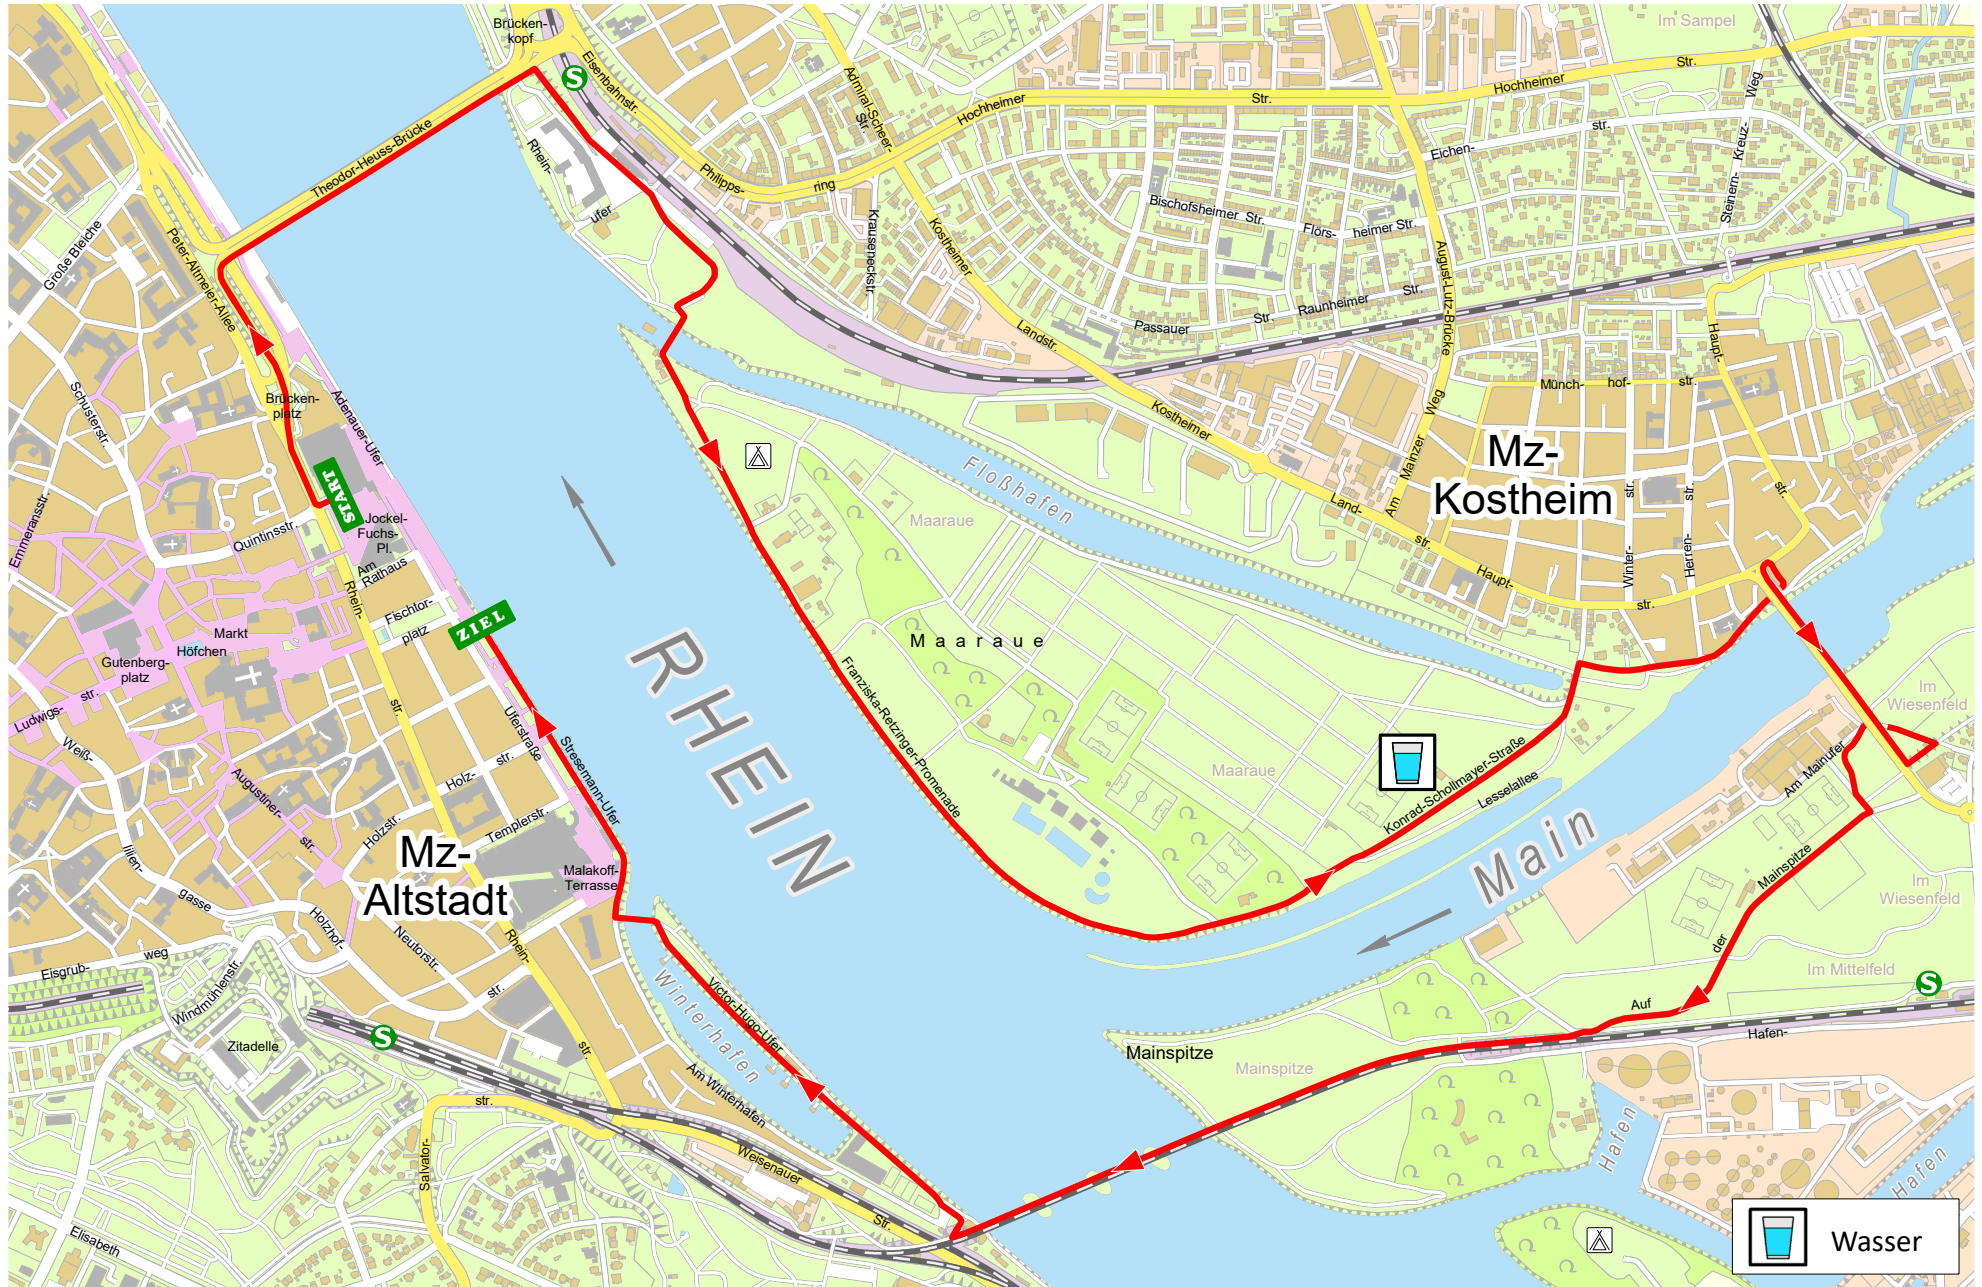 Brücken-
kopf
Eisenbahnstr.
Im Sampel
Admiral-Scheer-
Str.
Hochheimer
Str.
Hochheimer
Str.
Theodor-Heuss-Brücke
Rhein-
ufer
Philipps-
ring
Eichen-
str.
Steinern-
Kreuz-
Weg
Große Bleiche
Peter-Altmeier-Allee
Krauseneckstr.
Kostheimer
Landstr.
Bischofsheimer Str.
Flörs-
heimer Str.
August-Lutz-Brücke
Raunheimer
Str.
Passauer
Str.
Haupt-
str.
Münch-
hof-
str.
Schusterstr.
Brücken-
platz
Adenauer-Ufer
Kostheimer
Land-
str.
Am
Mainzer
Weg
Mz-
Kostheim
START
Jockel-
Fuchs-
Pl.
Quintinsstr.
Emmeransstr.
Am
Rathaus
Floßhafen
Maaraue
Winter-
str.
Herren-
str.
Haupt-
str.
Rhein-
str.
Fischtor-
platz
ZIEL
Markt
Höfchen
Gutenberg-
platz
Ludwigs-
str.
Weiß-
lilien-
gasse
RHEIN
Maaraue
Franziska-Retzinger-Promenade
Im
Wiesenfeld
Uferstraße
Stresemann-Ufer
Holz-
str.
Holzstr.
Templerstr.
Augustiner-
str.
Maaraue
Konrad-Schollmayer-Straße
Lesselallee
Am Mainufer
Main
Mz-
Altstadt
Malakoff-
Terrasse
Auf
der
Mainspitze
Im
Wiesenfeld
Im Mittelfeld
Eisgrub-
weg
Windmühlenstr.
Holzhof-
str.
Neutorstr.
Rhein-
str.
Winterhafen
Victor-Hugo-Ufer
Am Winterhafen
Zitadelle
S
S
S
Mainspitze
Mainspitze
Hafen-
Hafen
Hafen
Salvator-
str.
Weisenauer
Str.
Elisabeth
Wasser